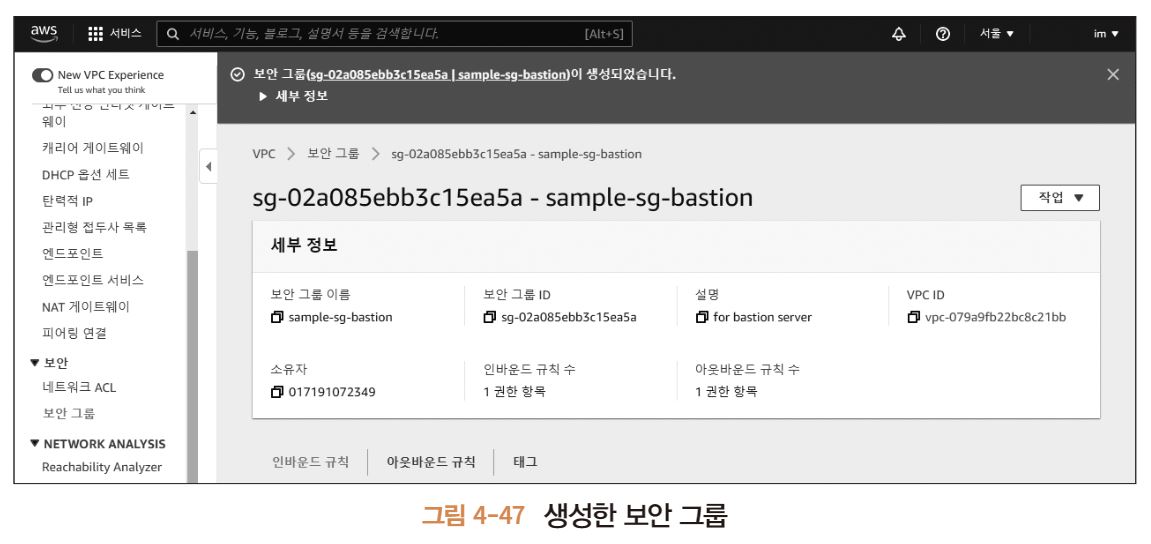 aws 서비스 서비스, 기능, 블로그, 설명서 등을 검색합니다. [Alt+S] 서울 ▼ im ▼
New VPC Experience
Tell us what you think
웨이
캐리어 게이트웨이
DHCP 옵션 세트
탄력적 IP
관리형 접두사 목록
엔드포인트
엔드포인트 서비스
NAT 게이트웨이
피어링 연결
▼ 보안
네트워크 ACL
보안 그룹
▼ NETWORK ANALYSIS
Reachability Analyzer
보안 그룹(sg-02a085ebb3c15ea5a | sample-sg-bastion)이 생성되었습니다.
▶ 세부 정보
VPC > 보안 그룹 > sg-02a085ebb3c15ea5a - sample-sg-bastion
sg-02a085ebb3c15ea5a - sample-sg-bastion
작업 ▼
세부 정보
보안 그룹 이름
sample-sg-bastion
보안 그룹 ID
sg-02a085ebb3c15ea5a
설명
for bastion server
VPC ID
vpc-079a9fb22bc8c21bb
소유자
017191072349
인바운드 규칙 수
1 권한 항목
아웃바운드 규칙 수
1 권한 항목
인바운드 규칙 아웃바운드 규칙 태그
그림 4-47 생성한 보안 그룹